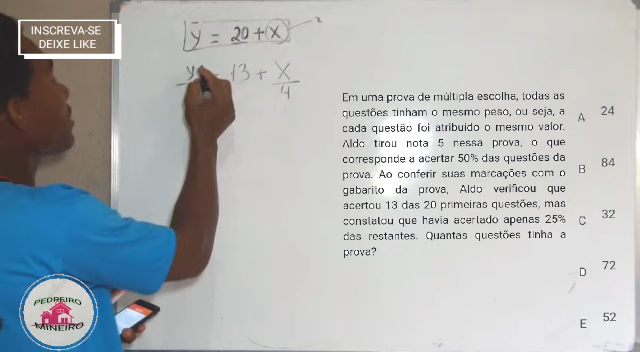 INSCREVA-SE
DEIXE LIKE
y = 20 + x
13 + x
4
Em uma prova de múltipla escolha, todas as
questões tinham o mesmo peso, ou seja, a
cada questão foi atribuído o mesmo valor.
Aldo tirou nota 5 nessa prova, o que
corresponde a acertar 50% das questões da
prova. Ao conferir suas marcações com o
gabarito da prova, Aldo verificou que
acertou 13 das 20 primeiras questões, mas
constatou que havia acertado apenas 25%
das restantes. Quantas questões tinha a
prova?
A 24
B 84
C 32
D 72
E 52
PEDREIRO
MINEIRO